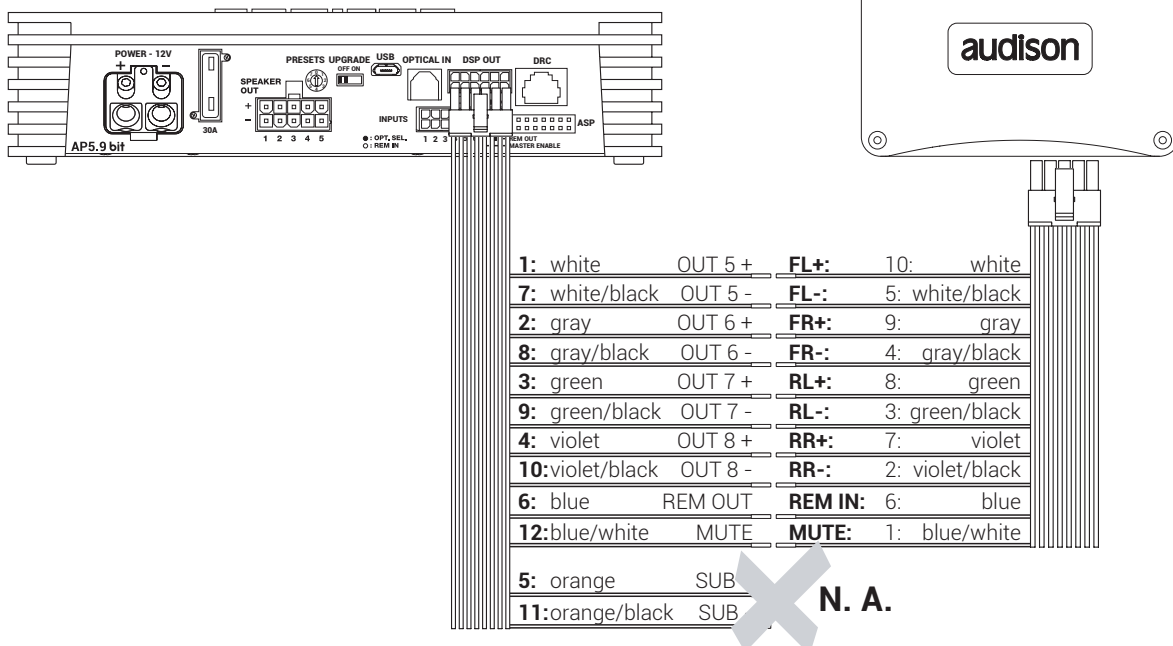 POWER - 12V
+ -
30A
AP5.9 bit
PRESETS UPGRADE USB OPTICAL IN DSP OUT DRC
OFF ON
SPEAKER
OUT
+
-
1 2 3 4 5
INPUTS
ASP
● : OPT. SEL.
○ : REM IN
1 2 3
REM OUT
MASTER ENABLE
audison
1: white OUT 5 + FL+: 10: white
7: white/black OUT 5 - FL-: 5: white/black
2: gray OUT 6 + FR+: 9: gray
8: gray/black OUT 6 - FR-: 4: gray/black
3: green OUT 7 + RL+: 8: green
9: green/black OUT 7 - RL-: 3: green/black
4: violet OUT 8 + RR+: 7: violet
10: violet/black OUT 8 - RR-: 2: violet/black
6: blue REM OUT REM IN: 6: blue
12: blue/white MUTE MUTE: 1: blue/white
5: orange SUB
11: orange/black SUB
N. A.